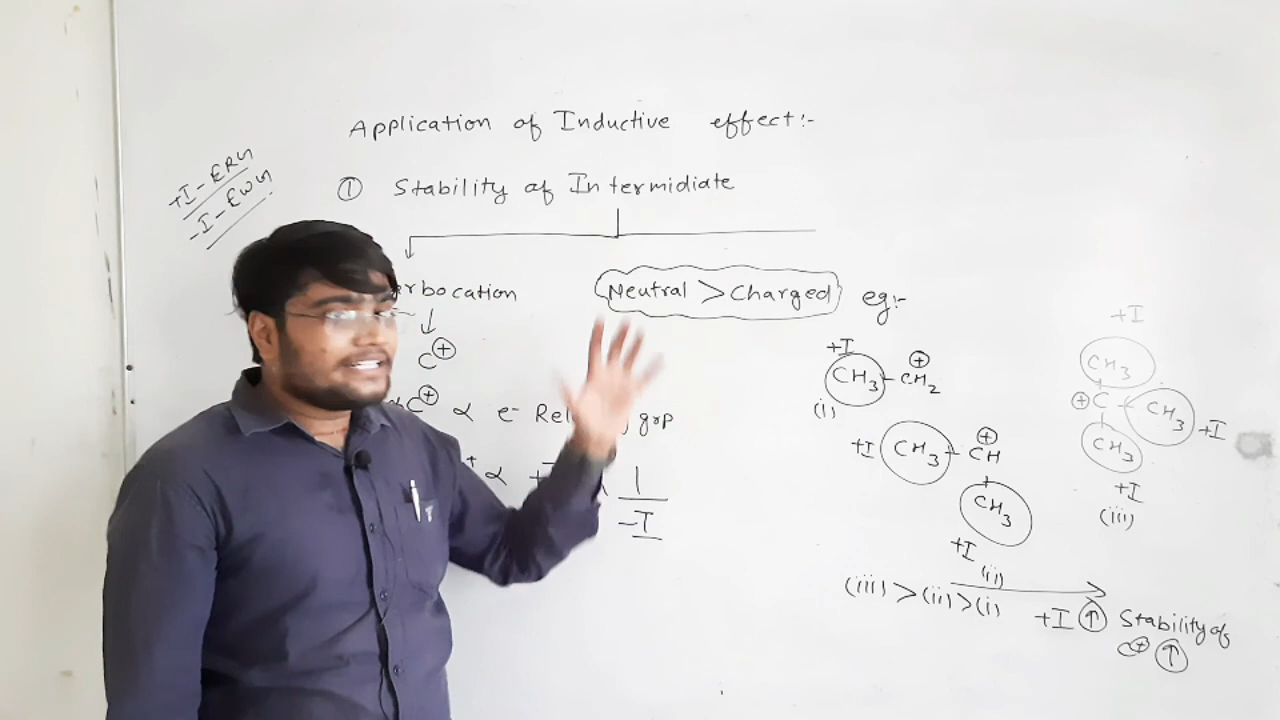 Application of Inductive effect:-
+I - ERG
-I - EWG
① Stability of Intermidiate
rbocation
Neutral > Charged
eg:-
C⊕
C⊕ ∝ e⁻ grp
∝
1
-I
+I
CH3 - CH2 ⊕
(i)
+I CH3 - CH ⊕
CH3
+I
(ii)
+I
CH3
⊕ C - CH3 +I
CH3
+I
(iii)
(iii) > (ii) > (i)
+I ↑ Stability of
C⊕ ↑